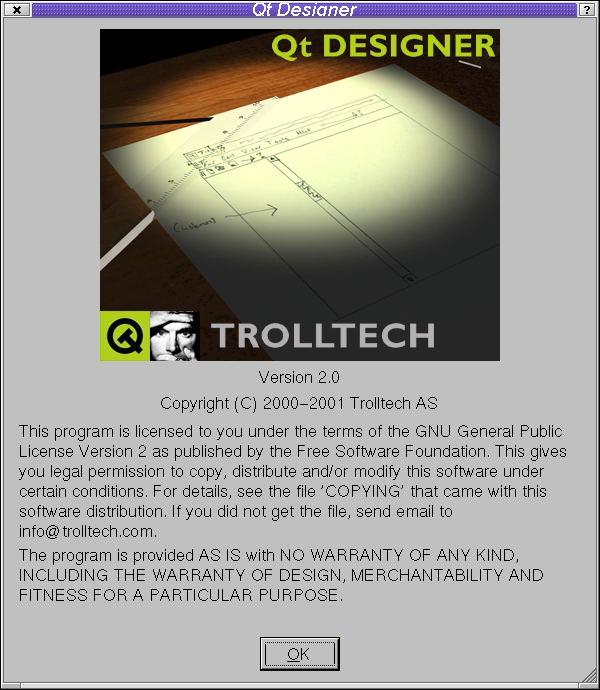 Qt Designer
Qt DESIGNER
File Edit View Tools Help
TROLLTECH
Version 2.0
Copyright (C) 2000-2001 Trolltech AS
This program is licensed to you under the terms of the GNU General Public
License Version 2 as published by the Free Software Foundation. This gives
you legal permission to copy, distribute and/or modify this software under
certain conditions. For details, see the file 'COPYING' that came with this
software distribution. If you did not get the file, send email to
info@trolltech.com.
The program is provided AS IS with NO WARRANTY OF ANY KIND,
INCLUDING THE WARRANTY OF DESIGN, MERCHANTABILITY AND
FITNESS FOR A PARTICULAR PURPOSE.
OK